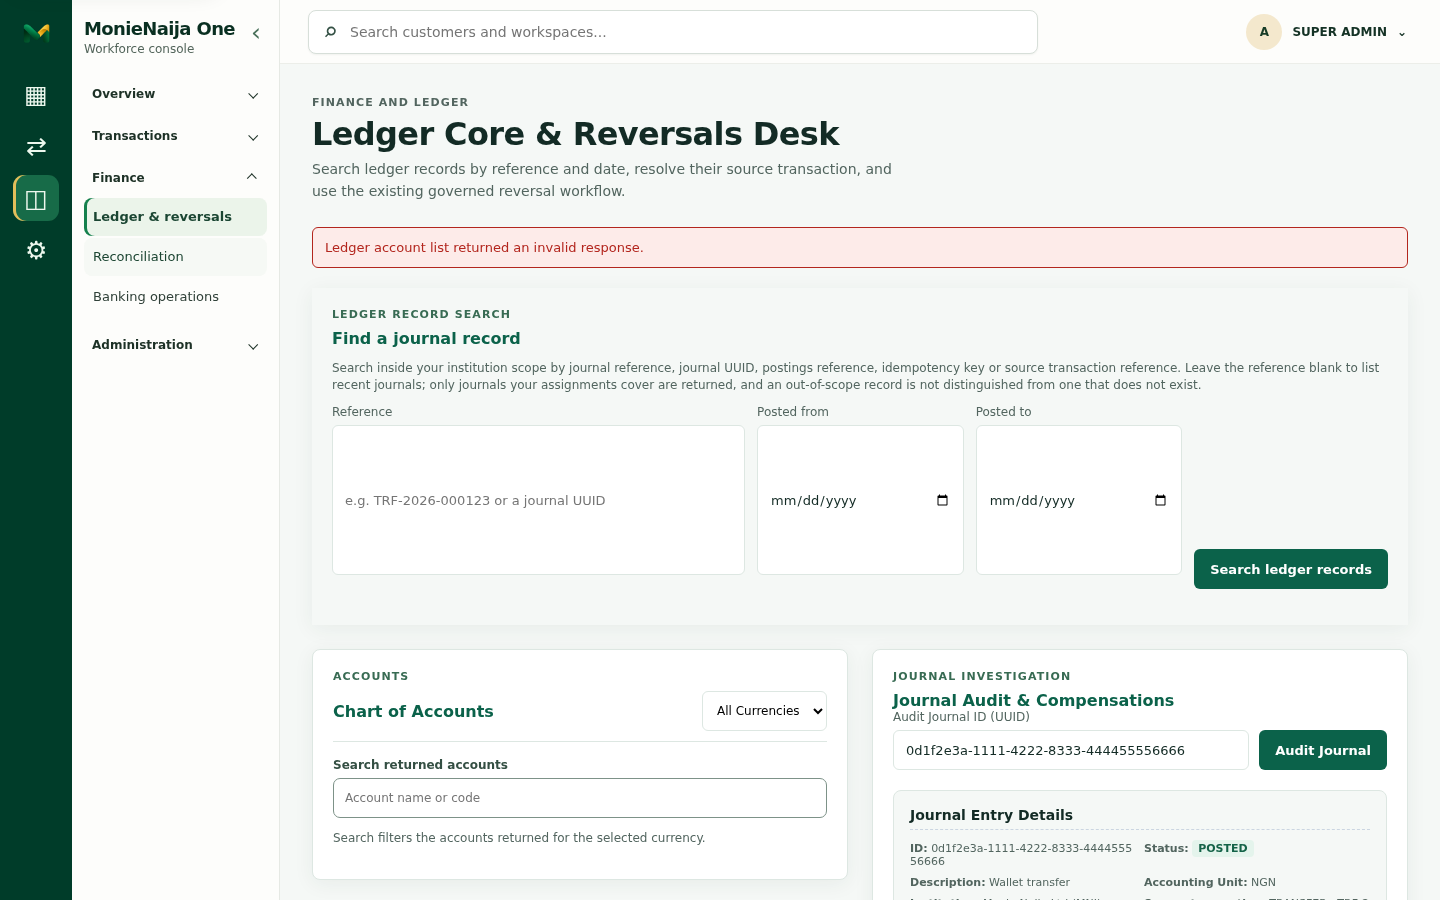 MonieNaija One
Workforce console
Search customers and workspaces...
A
SUPER ADMIN
Overview
Transactions
Finance
Ledger & reversals
Reconciliation
Banking operations
Administration
FINANCE AND LEDGER
Ledger Core & Reversals Desk
Search ledger records by reference and date, resolve their source transaction, and
use the existing governed reversal workflow.
Ledger account list returned an invalid response.
LEDGER RECORD SEARCH
Find a journal record
Search inside your institution scope by journal reference, journal UUID, postings reference, idempotency key or source transaction reference. Leave the reference blank to list
recent journals; only journals your assignments cover are returned, and an out-of-scope record is not distinguished from one that does not exist.
Reference
Posted from
Posted to
e.g. TRF-2026-000123 or a journal UUID
mm/dd/yyyy
mm/dd/yyyy
Search ledger records
ACCOUNTS
Chart of Accounts
All Currencies
Search returned accounts
Account name or code
Search filters the accounts returned for the selected currency.
JOURNAL INVESTIGATION
Journal Audit & Compensations
Audit Journal ID (UUID)
0d1f2e3a-1111-4222-8333-444455556666
Audit Journal
Journal Entry Details
ID: 0d1f2e3a-1111-4222-8333-4444555
56666
Status: POSTED
Description: Wallet transfer
Accounting Unit: NGN